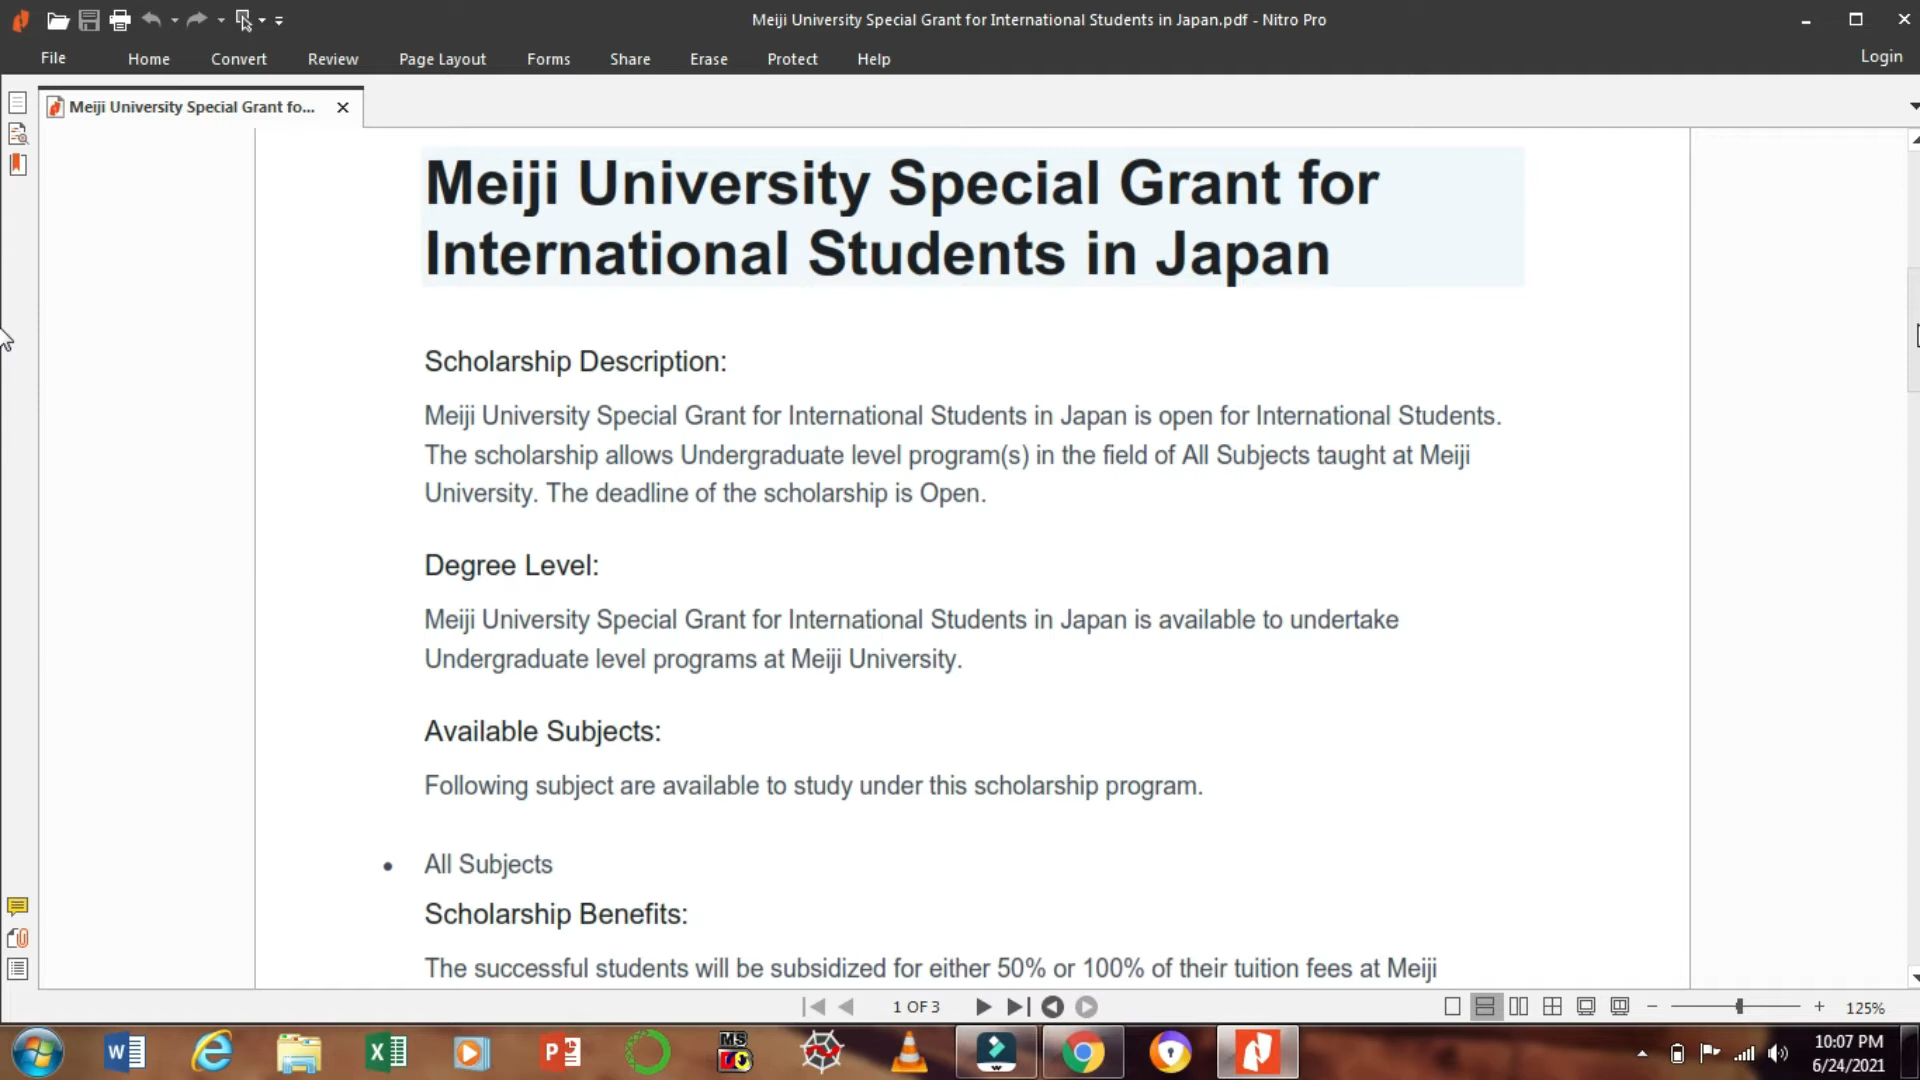 Meiji University Special Grant for International Students in Japan.pdf - Nitro Pro
File Home Convert Review Page Layout Forms Share Erase Protect Help Login
Meiji University Special Grant fo...
Meiji University Special Grant for
International Students in Japan
Scholarship Description:
Meiji University Special Grant for International Students in Japan is open for International Students.
The scholarship allows Undergraduate level program(s) in the field of All Subjects taught at Meiji
University. The deadline of the scholarship is Open.
Degree Level:
Meiji University Special Grant for International Students in Japan is available to undertake
Undergraduate level programs at Meiji University.
Available Subjects:
Following subject are available to study under this scholarship program.
• All Subjects
Scholarship Benefits:
The successful students will be subsidized for either 50% or 100% of their tuition fees at Meiji
1 OF 3
125%
MS
10:07 PM
6/24/2021